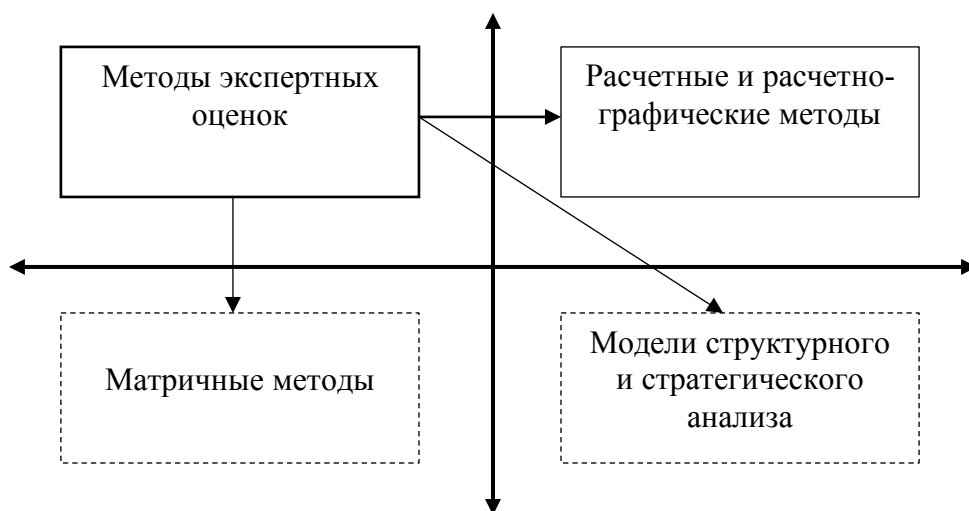 Методы экспертных
оценок
Расчетные и расчетно-
графические методы
Матричные методы
Модели структурного
и стратегического
анализа